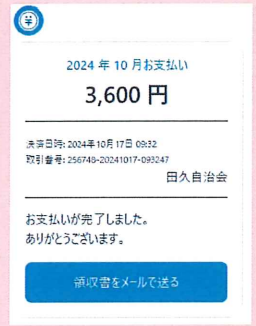 ¥
2024 年 10 月お支払い
3,600 円
決済日時: 2024年10月17日 09:32
取引番号: 256748-20241017-093247
田久自治会
お支払いが完了しました。
ありがとうございます。
領収書をメールで送る